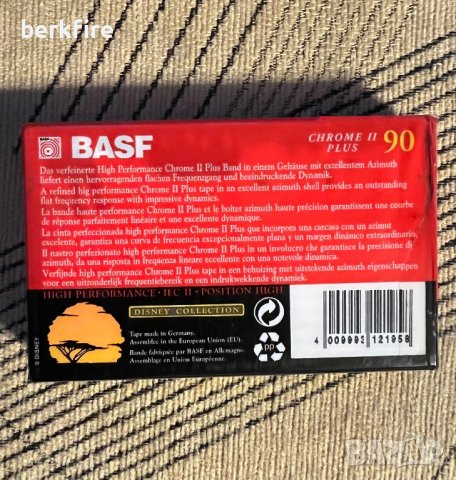 berkfire
BASF
BASF
CHROME II
PLUS
90
Das verfeinerte High Performance Chrome II Plus Band in einem Gehäuse mit exzellentem Azimuth
liefert einen hervorragenden flachen Frequenzgang und beeindruckende Dynamik.
A refined hig performance Chrome II Plus tape in an excellent azimuth shell provides an outstanding
flat frequency response with impressive dynamics.
La bande haute performance Chrome II Plus et le boîtier azimuth haute précision garantissent une courbe
de réponse parfaitement linéaire et une excellente dynamique.
La cinta perfeccionada high performance Chrome II Plus que incorpora una carcasa con un azimut
excelente, garantiza una curva de frecuencia excepcionalmente plana y un margen dinámico extraordinario.
Il nastro perfezionato high performance Chrome II Plus in un involucro che garantisce la precisione di
azimuth, da una risposta in frequenza lineare eccellente con una notevole dinamica.
Verfijnde high performance Chrome II Plus tape in een behuizing met uitstekende azimuth eigenschappen
voor een uitzonderlijk frequentiebereik en een indrukwekkende dynamiek.
HIGH PERFORMANCE · IEC II · POSITION HIGH
DISNEY COLLECTION
Tape made in Germany.
Assembled in the European Union (EU).
Bande fabriquée par BASF en Allemagne.
Assemblage en Union Européenne.
© DISNEY
PP
4 009993 121958
BAZAR